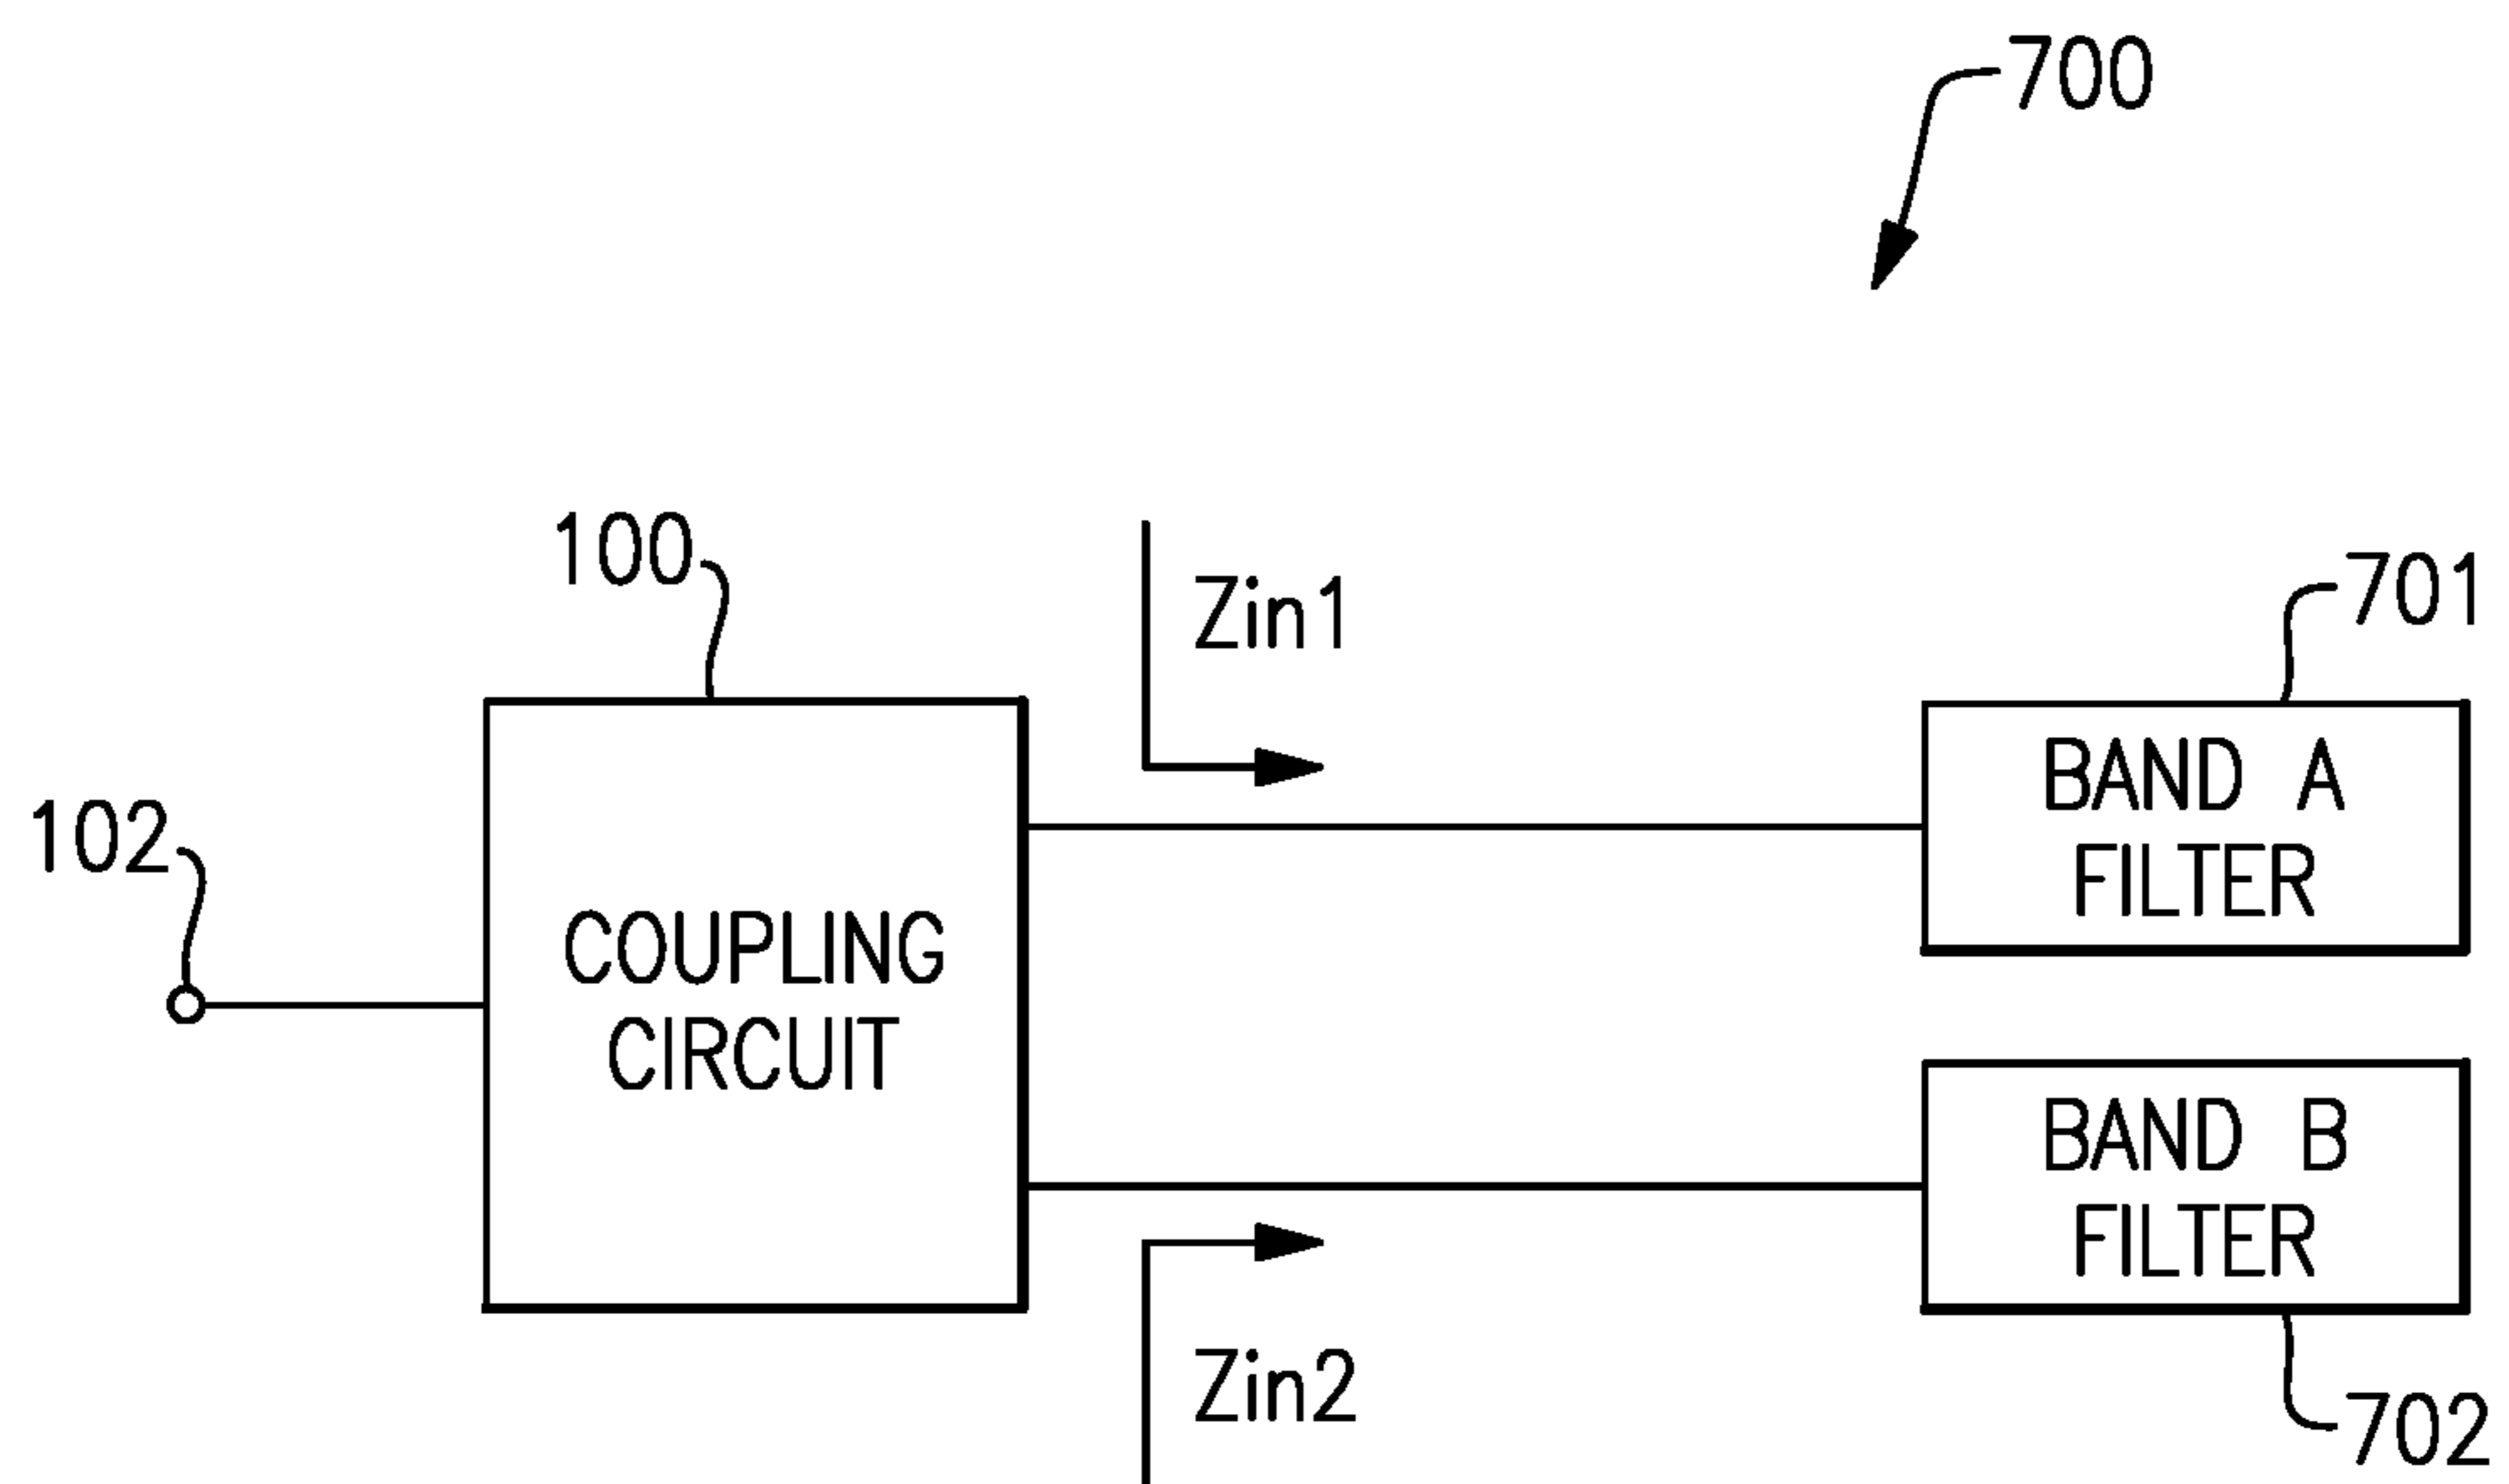 700
100
Zin1
701
BAND A
FILTER
102
COUPLING
CIRCUIT
BAND B
FILTER
Zin2
702